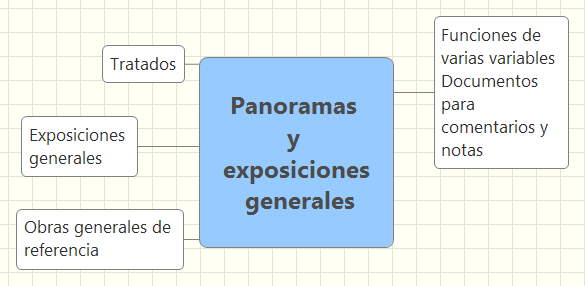 Tratados
Exposiciones
generales
Obras generales de
referencia
Panoramas
y
exposiciones
generales
Funciones de
varias variables
Documentos
para
comentarios y
notas